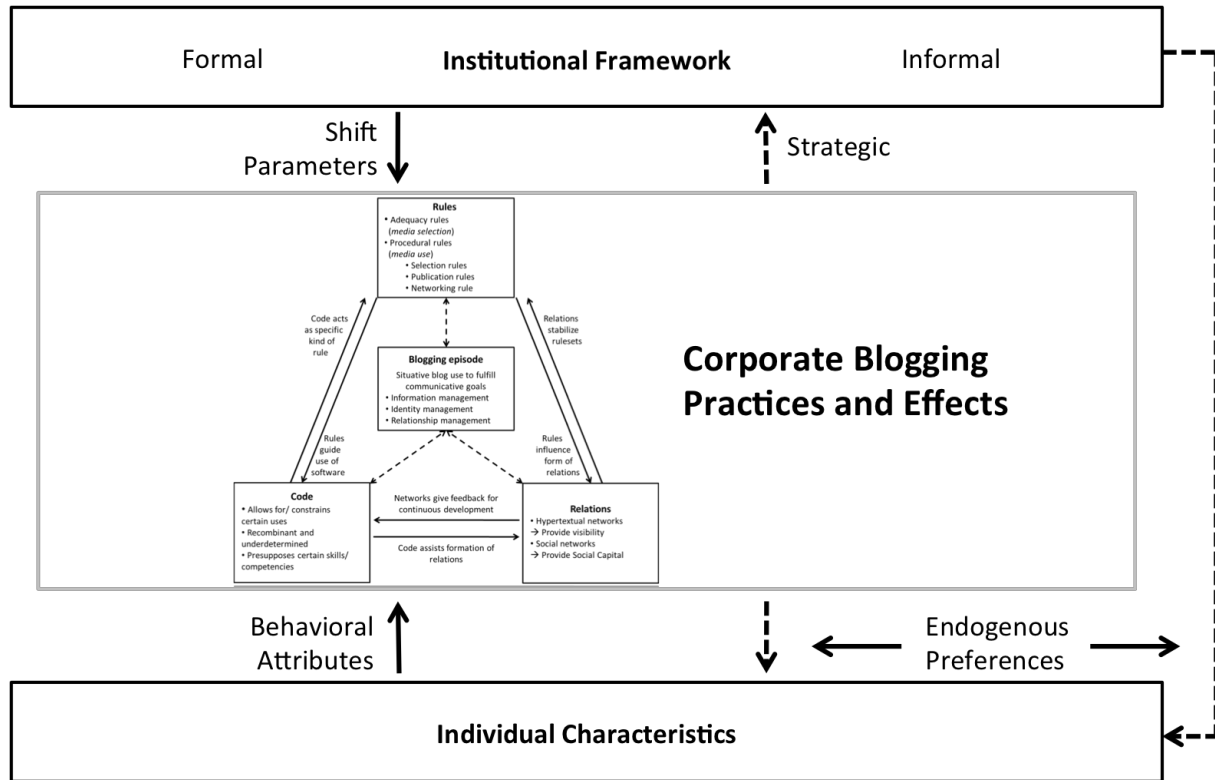 Formal Institutional Framework Informal
Shift
Parameters
Strategic
Rules
• Adequacy rules
(media selection)
• Procedural rules
(media use)
• Selection rules
• Publication rules
• Networking rule
Code acts
as specific
kind of
rule
Relations
stabilize
rulesets
Blogging episode
Situative blog use to fulfill
communicative goals
• Information management
• Identity management
• Relationship management
Corporate Blogging
Practices and Effects
Rules
guide
use of
software
Rules
influence
form of
relations
Code
• Allows for/ constrains
certain uses
• Recombinant and
underdetermined
• Presupposes certain skills/
competencies
Networks give feedback for
continuous development
Code assists formation of
relations
Relations
• Hypertextual networks
→ Provide visibility
• Social networks
→ Provide Social Capital
Behavioral
Attributes
Endogenous
Preferences
Individual Characteristics